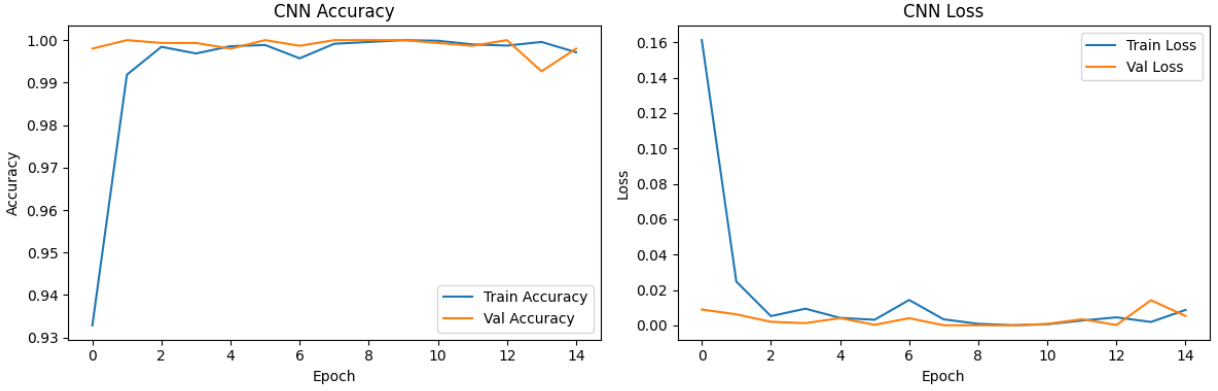 CNN Accuracy
1.00
0.99
0.98
0.97
0.96
0.95
0.94
0.93
Accuracy
Train Accuracy
Val Accuracy
0 2 4 6 8 10 12 14
Epoch
CNN Loss
0.16
0.14
0.12
0.10
0.08
0.06
0.04
0.02
0.00
Loss
Train Loss
Val Loss
0 2 4 6 8 10 12 14
Epoch